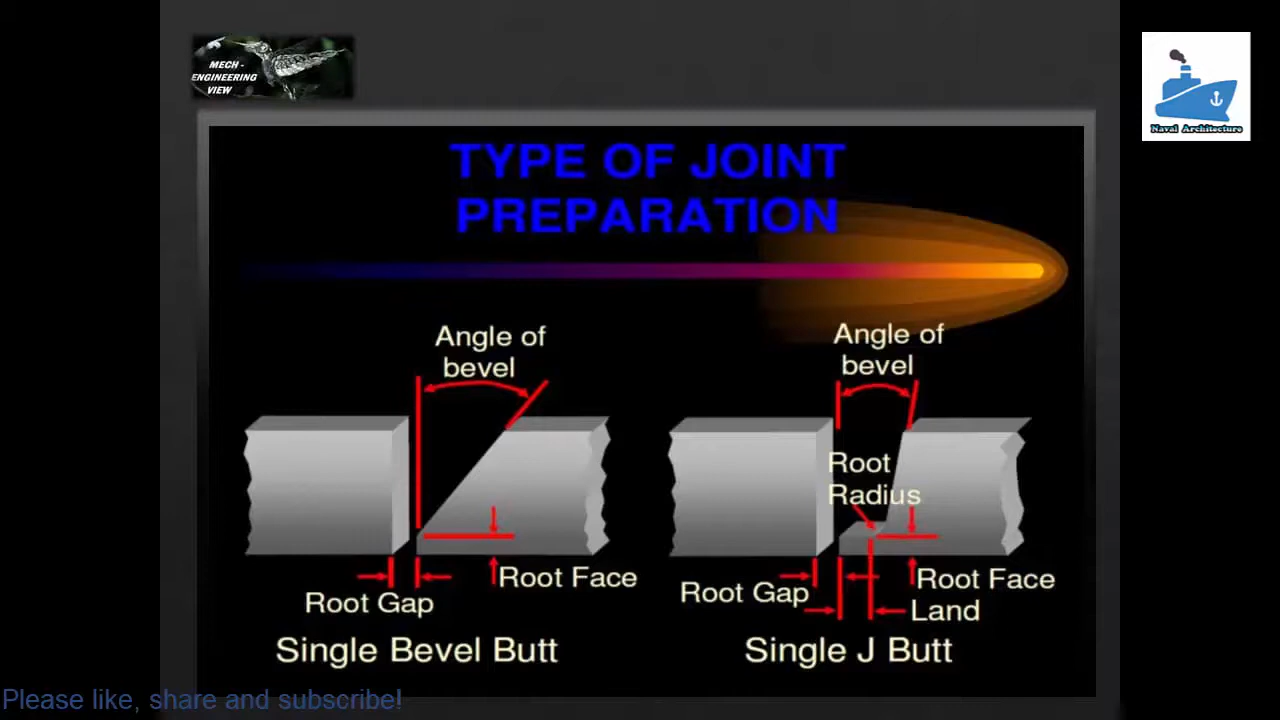 MECH -
ENGINEERING
VIEW
Naval Architecture
TYPE OF JOINT
PREPARATION
Angle of
bevel
Angle of
bevel
Root
Radius
Root Face
Root Gap
Root Face
Root Gap
Land
Single Bevel Butt
Single J Butt
Please like, share and subscribe!